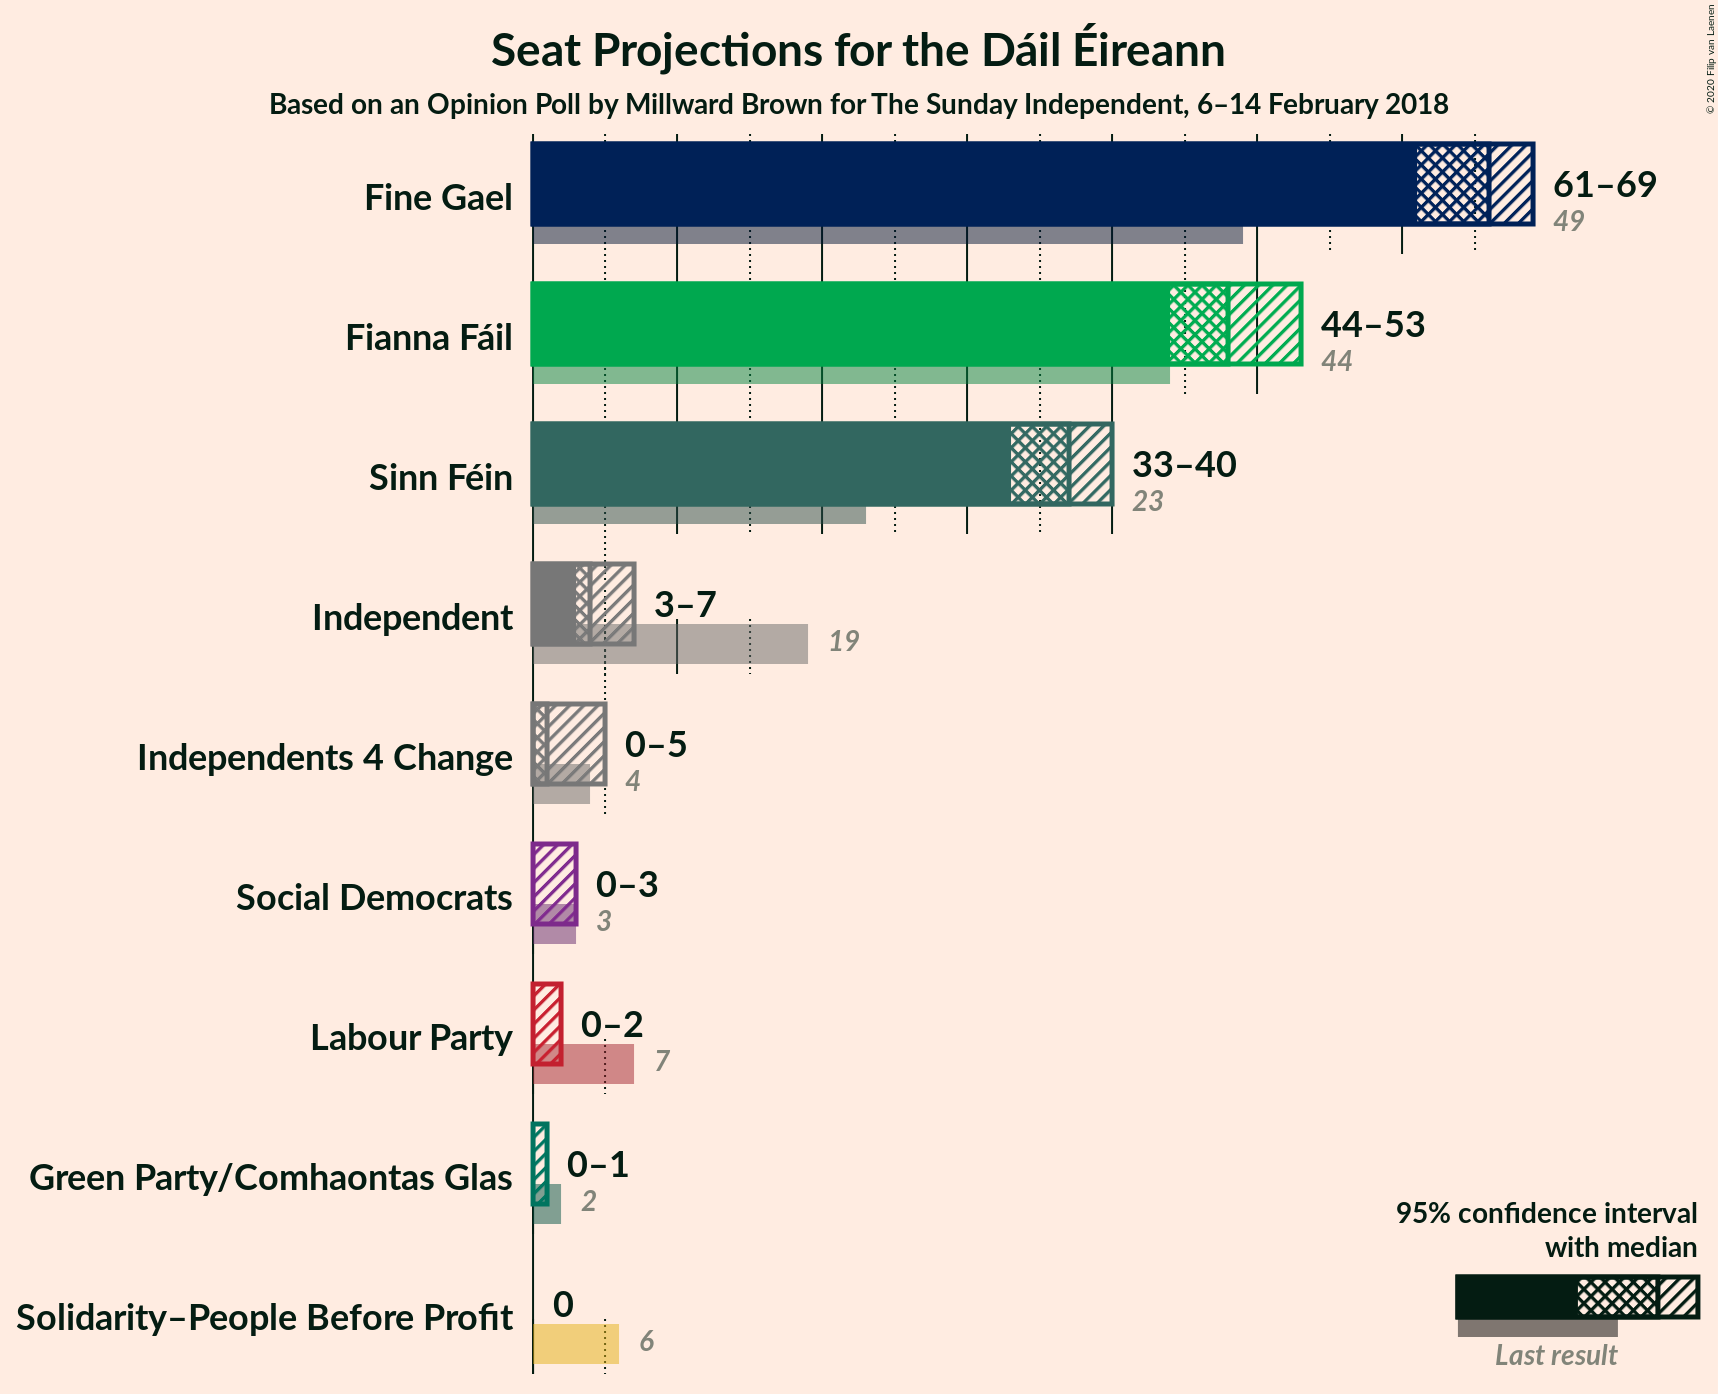 Seat Projections for the Dáil Éireann
Based on an Opinion Poll by Millward Brown for The Sunday Independent, 6–14 February 2018
© 2020 Filip van Laenen
Fine Gael
61–69
49
Fianna Fáil
44–53
44
Sinn Féin
33–40
23
Independent
3–7
19
Independents 4 Change
0–5
4
Social Democrats
0–3
3
Labour Party
0–2
7
Green Party/Comhaontas Glas
0–1
2
Solidarity–People Before Profit
0
6
95% confidence interval
with median
Last result